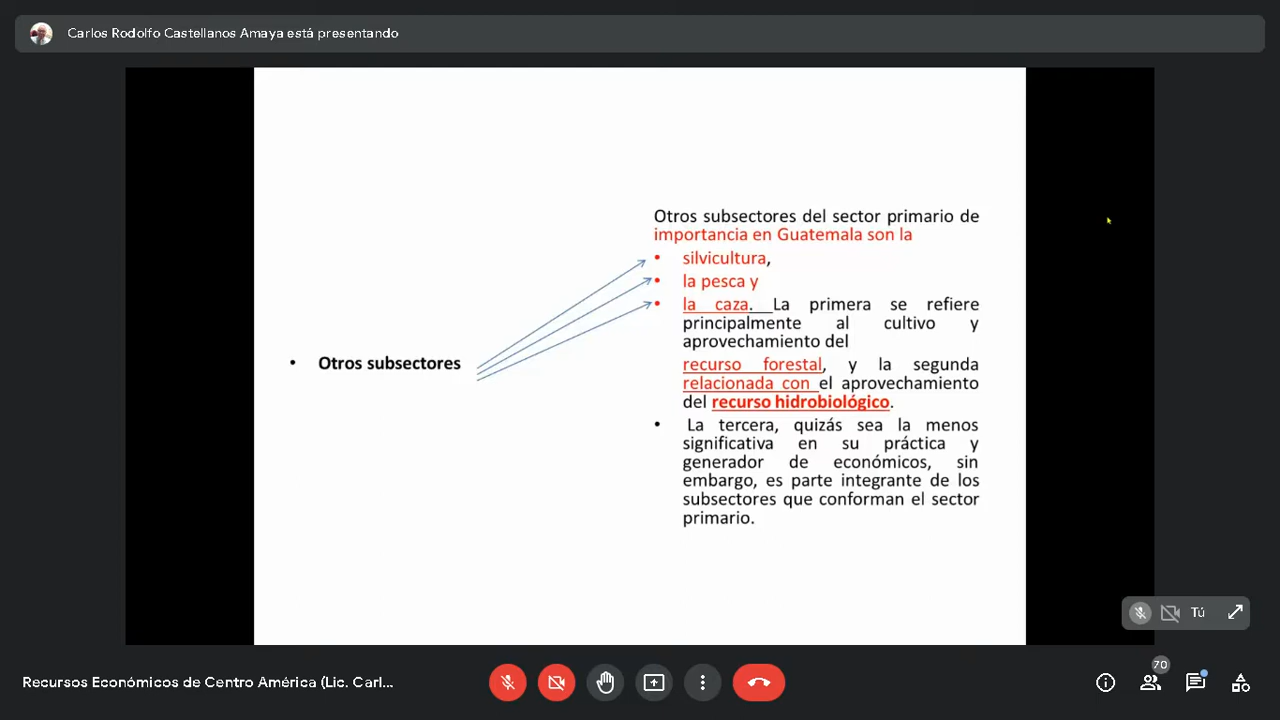 Carlos Rodolfo Castellanos Amaya está presentando
Otros subsectores del sector primario de
importancia en Guatemala son la
• silvicultura,
• la pesca y
• la caza. La primera se refiere
principalmente al cultivo y
aprovechamiento del
recurso forestal, y la segunda
relacionada con el aprovechamiento
del recurso hidrobiológico.
• La tercera, quizás sea la menos
significativa en su práctica y
generador de económicos, sin
embargo, es parte integrante de los
subsectores que conforman el sector
primario.
• Otros subsectores
Tú
70
Recursos Económicos de Centro América (Lic. Carl...